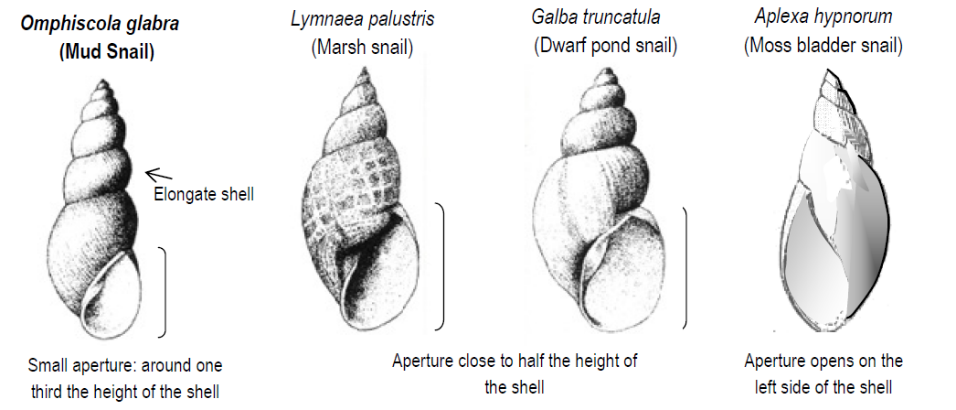 Omphiscola glabra
(Mud Snail)
Lymnaea palustris
(Marsh snail)
Galba truncatula
(Dwarf pond snail)
Aplexa hypnorum
(Moss bladder snail)
Elongate shell
Small aperture: around one
third the height of the shell
Aperture close to half the height of
the shell
Aperture opens on the
left side of the shell